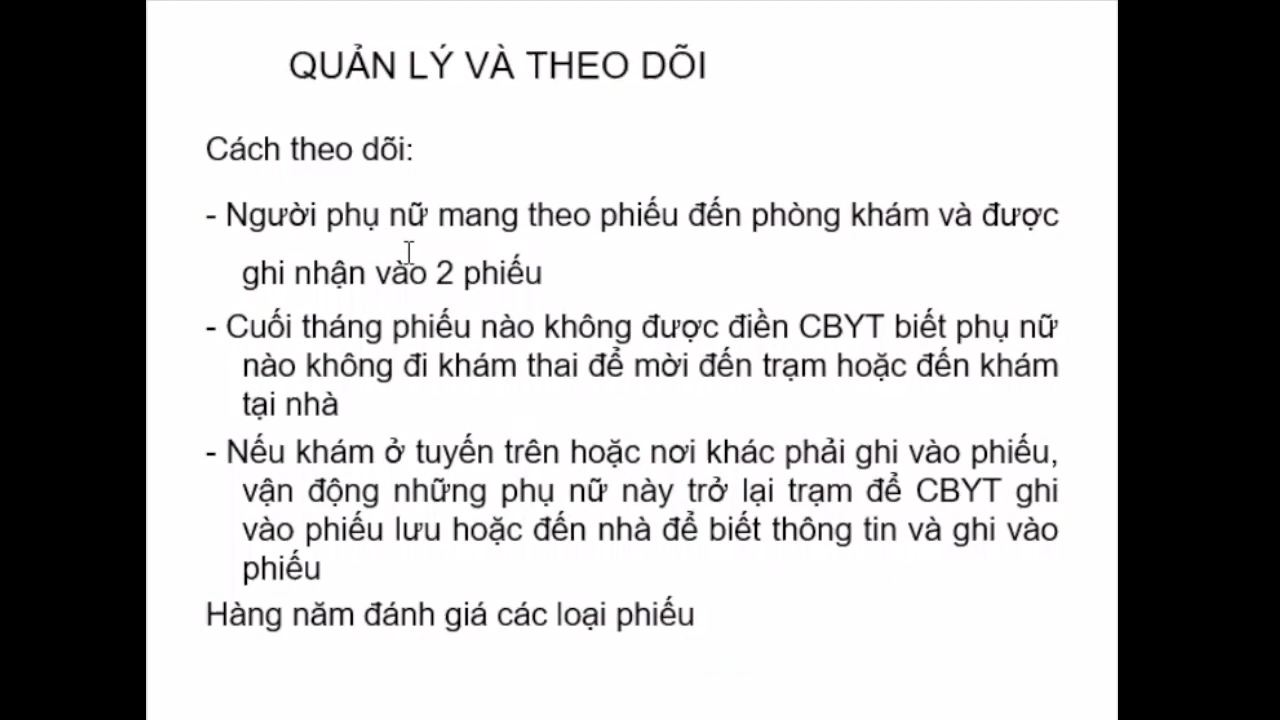 QUẢN LÝ VÀ THEO DÕI
Cách theo dõi:
- Người phụ nữ mang theo phiếu đến phòng khám và được
ghi nhận vào 2 phiếu
- Cuối tháng phiếu nào không được điền CBYT biết phụ nữ
nào không đi khám thai để mời đến trạm hoặc đến khám
tại nhà
- Nếu khám ở tuyến trên hoặc nơi khác phải ghi vào phiếu,
vận động những phụ nữ này trở lại trạm để CBYT ghi
vào phiếu lưu hoặc đến nhà để biết thông tin và ghi vào
phiếu
Hàng năm đánh giá các loại phiếu